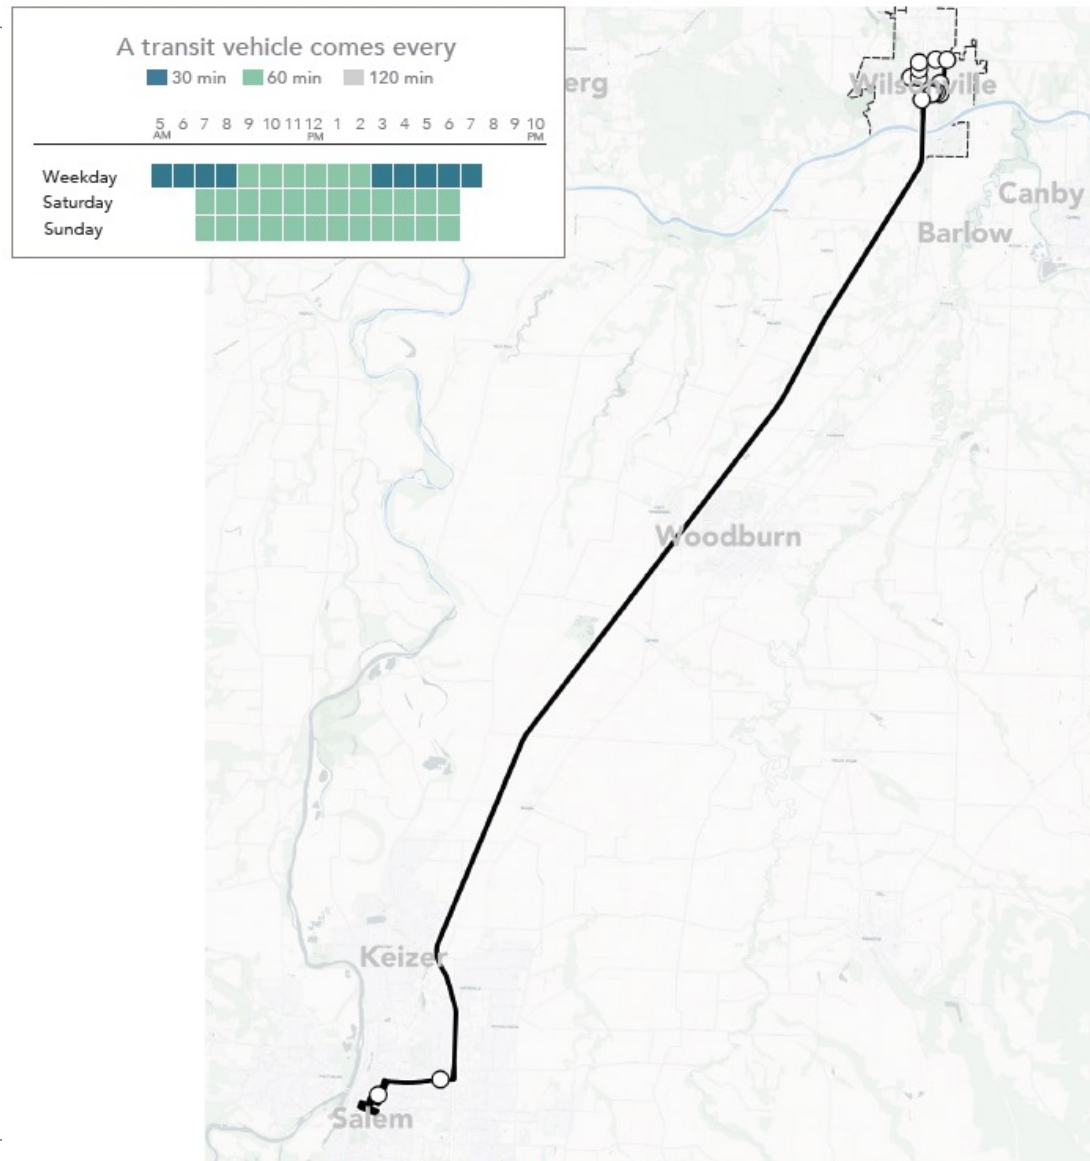 A transit vehicle comes every
30 min 60 min 120 min
5 6 7 8 9 10 11 12 1 2 3 4 5 6 7 8 9 10
AM PM PM
Weekday
Saturday
Sunday
erg
Wilsonville
Canby
Barlow
Woodburn
Keizer
Salem